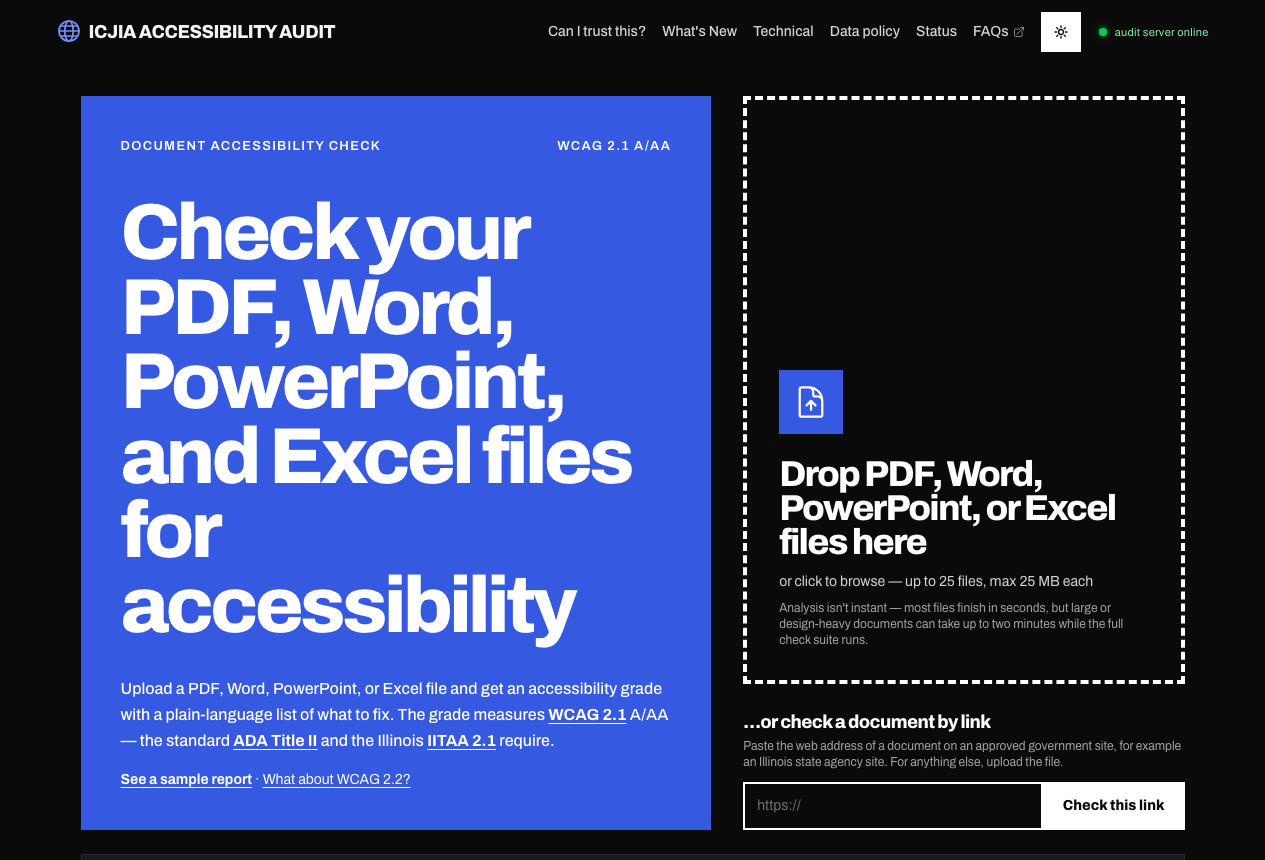 ICJIA ACCESSIBILITY AUDIT
Can I trust this?
What's New
Technical
Data policy
Status
FAQs
audit server online
DOCUMENT ACCESSIBILITY CHECK
WCAG 2.1 A/AA
Check your
PDF, Word,
PowerPoint,
and Excel files
for
accessibility
Upload a PDF, Word, PowerPoint, or Excel file and get an accessibility grade
with a plain-language list of what to fix. The grade measures WCAG 2.1 A/AA
— the standard ADA Title II and the Illinois IITAA 2.1 require.
See a sample report · What about WCAG 2.2?
Drop PDF, Word,
PowerPoint, or Excel
files here
or click to browse — up to 25 files, max 25 MB each
Analysis isn't instant — most files finish in seconds, but large or
design-heavy documents can take up to two minutes while the full
check suite runs.
...or check a document by link
Paste the web address of a document on an approved government site, for example
an Illinois state agency site. For anything else, upload the file.
https://
Check this link